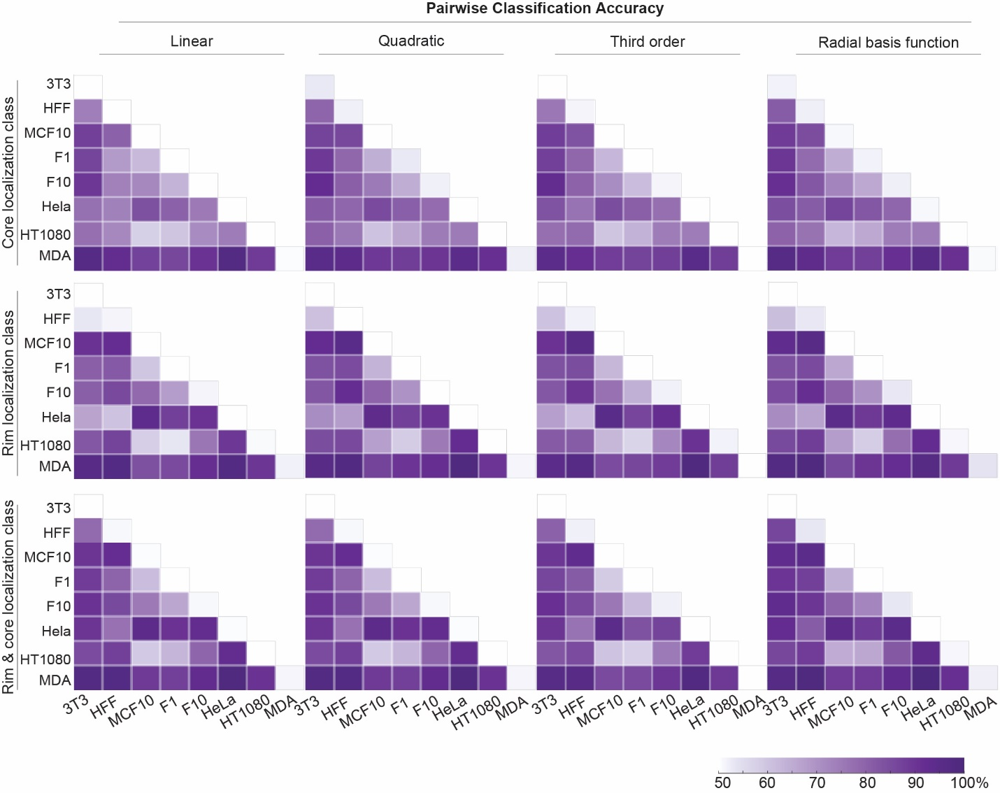 Pairwise Classification Accuracy
Linear
Quadratic
Third order
Radial basis function
Core localization class
3T3
HFF
MCF10
F1
F10
Hela
HT1080
MDA
Rim localization class
3T3
HFF
MCF10
F1
F10
Hela
HT1080
MDA
Rim & core localization class
3T3
HFF
MCF10
F1
F10
Hela
HT1080
MDA
3T3 HFF MCF10 F1 F10 HeLa HT1080 MDA 3T3 HFF MCF10 F1 F10 HeLa HT1080 MDA 3T3 HFF MCF10 F1 F10 HeLa HT1080 MDA 3T3 HFF MCF10 F1 F10 HeLa HT1080 MDA
50 60 70 80 90 100%